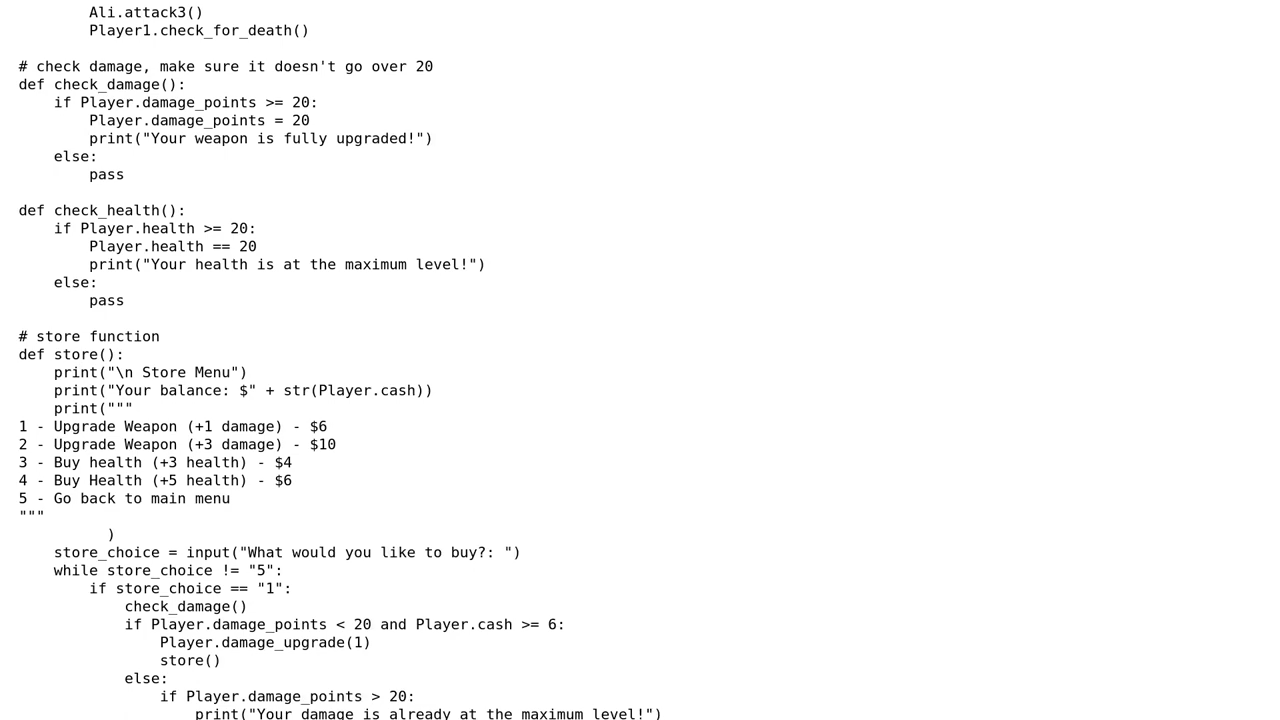 Ali.attack3()
        Player1.check_for_death()

# check damage, make sure it doesn't go over 20
def check_damage():
    if Player.damage_points >= 20:
        Player.damage_points = 20
        print("Your weapon is fully upgraded!")
    else:
        pass

def check_health():
    if Player.health >= 20:
        Player.health == 20
        print("Your health is at the maximum level!")
    else:
        pass

# store function
def store():
    print("\n Store Menu")
    print("Your balance: $" + str(Player.cash))
    print("""
1 - Upgrade Weapon (+1 damage) - $6
2 - Upgrade Weapon (+3 damage) - $10
3 - Buy health (+3 health) - $4
4 - Buy Health (+5 health) - $6
5 - Go back to main menu
"""
          )
    store_choice = input("What would you like to buy?: ")
    while store_choice != "5":
        if store_choice == "1":
            check_damage()
            if Player.damage_points < 20 and Player.cash >= 6:
                Player.damage_upgrade(1)
                store()
            else:
                if Player.damage_points > 20:
                    print("Your damage is already at the maximum level!")